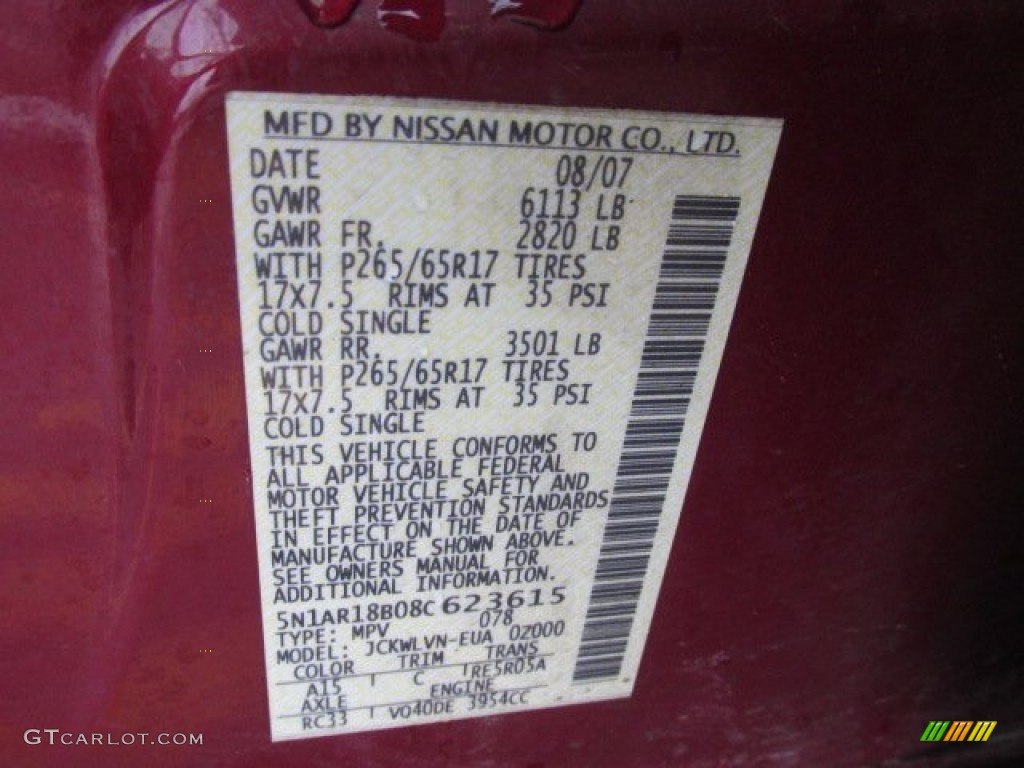 MFD BY NISSAN MOTOR CO., LTD.
DATE 08/07
GVWR 6113 LB
GAWR FR. 2820 LB
WITH P265/65R17 TIRES
17X7.5 RIMS AT 35 PSI
COLD SINGLE
GAWR RR. 3501 LB
WITH P265/65R17 TIRES
17X7.5 RIMS AT 35 PSI
COLD SINGLE
THIS VEHICLE CONFORMS TO
ALL APPLICABLE FEDERAL
MOTOR VEHICLE SAFETY AND
THEFT PREVENTION STANDARDS
IN EFFECT ON THE DATE OF
MANUFACTURE SHOWN ABOVE.
SEE OWNERS MANUAL FOR
ADDITIONAL INFORMATION.
5N1AR18B08C623615
TYPE: MPV 078
MODEL: JCKWLVN-EUA 02000
COLOR TRIM TRANS
A15 C RE5R05A
AXLE ENGINE
RC33 VQ40DE 3954CC
GTCARLOT.COM